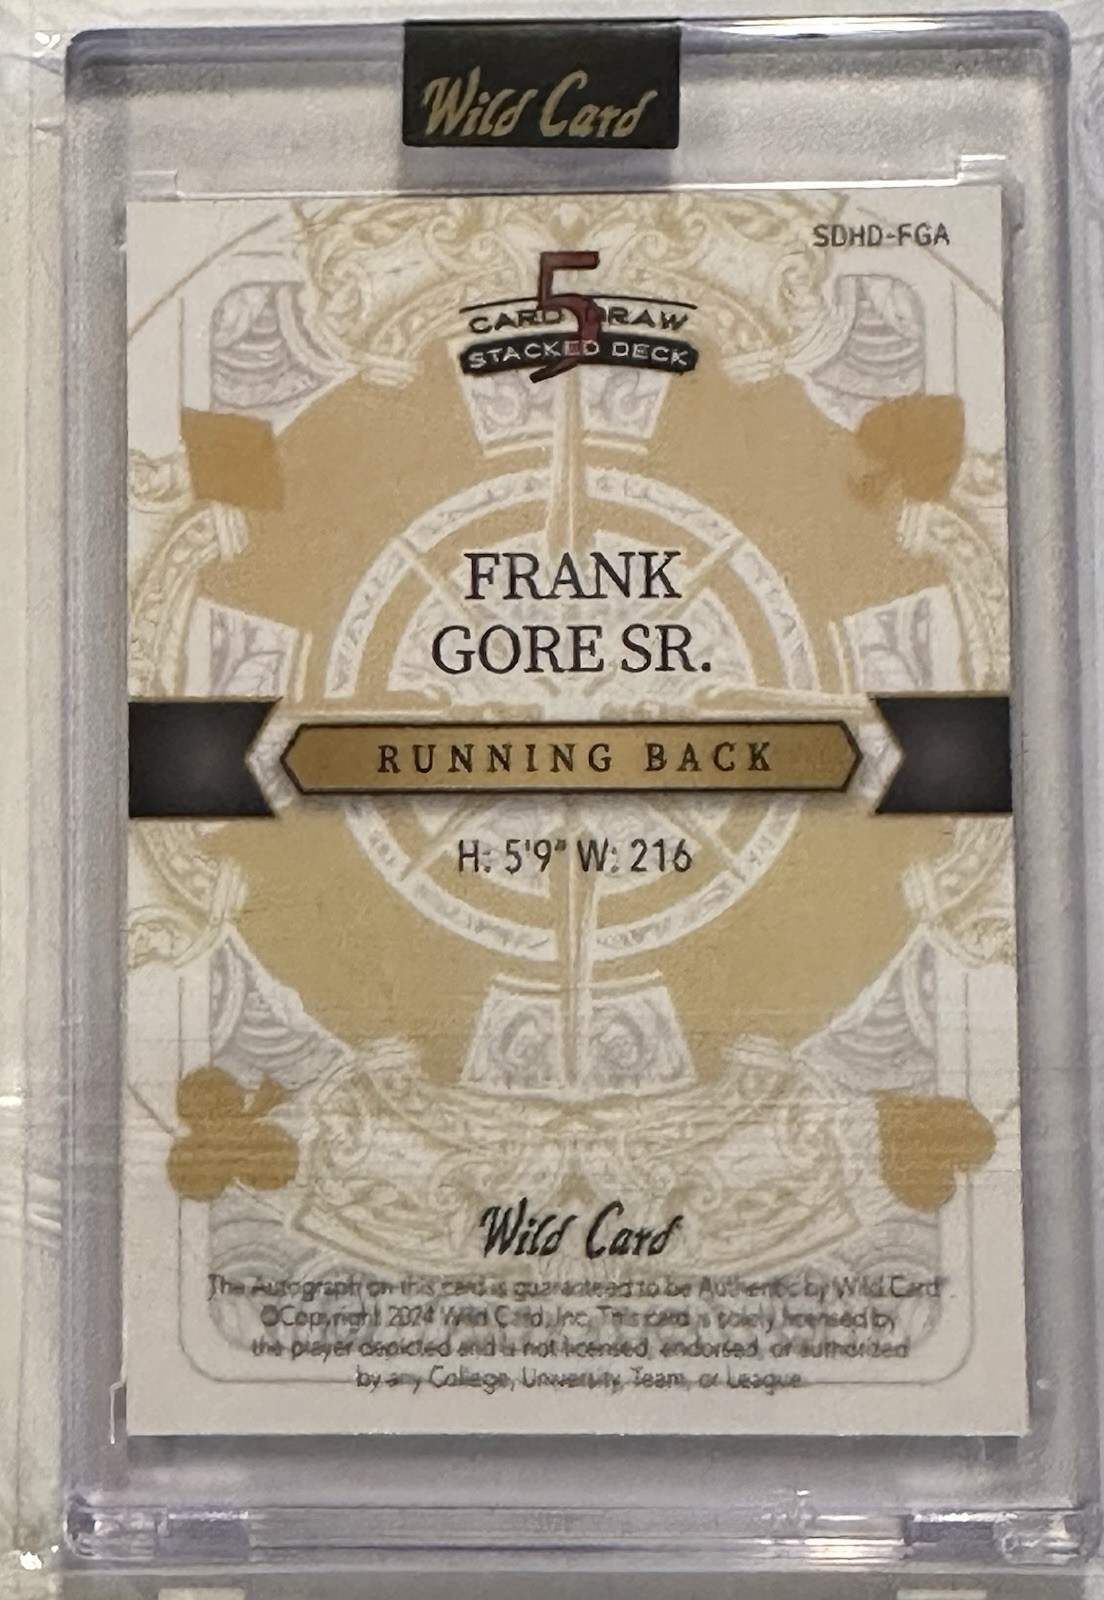 Wild Card
SDHD-FGA
5
CARD DRAW
STACKED DECK
FRANK
GORE SR.
RUNNING BACK
H: 5'9" W: 216
Wild Card
The Autograph on this card is guaranteed to be Authentic by Wild Card.
©Copyright 2024 Wild Card, Inc. This card is solely licensed by
the player depicted and is not licensed, endorsed, or authorized
by any College, University, Team, or League